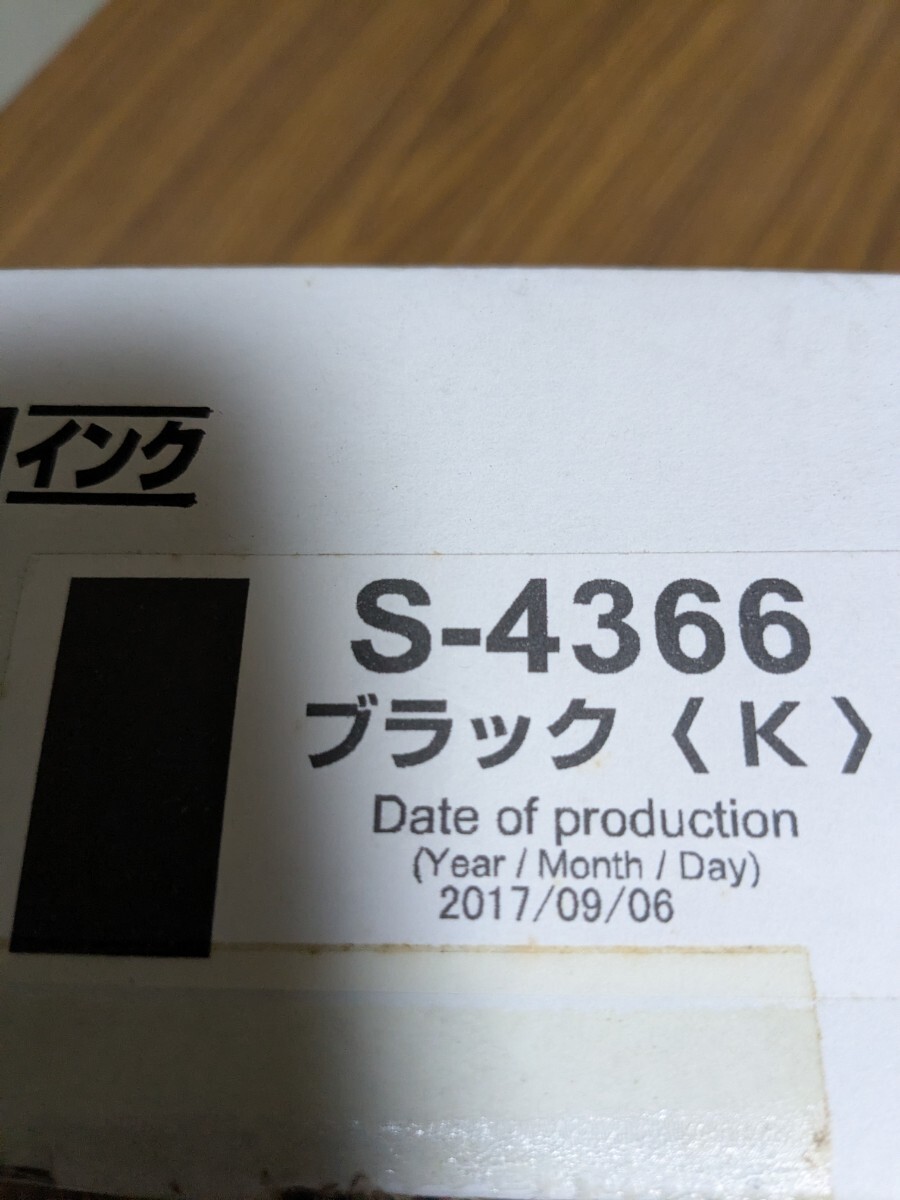 インク
S-4366
ブラック〈K〉
Date of production
(Year / Month / Day)
2017/09/06